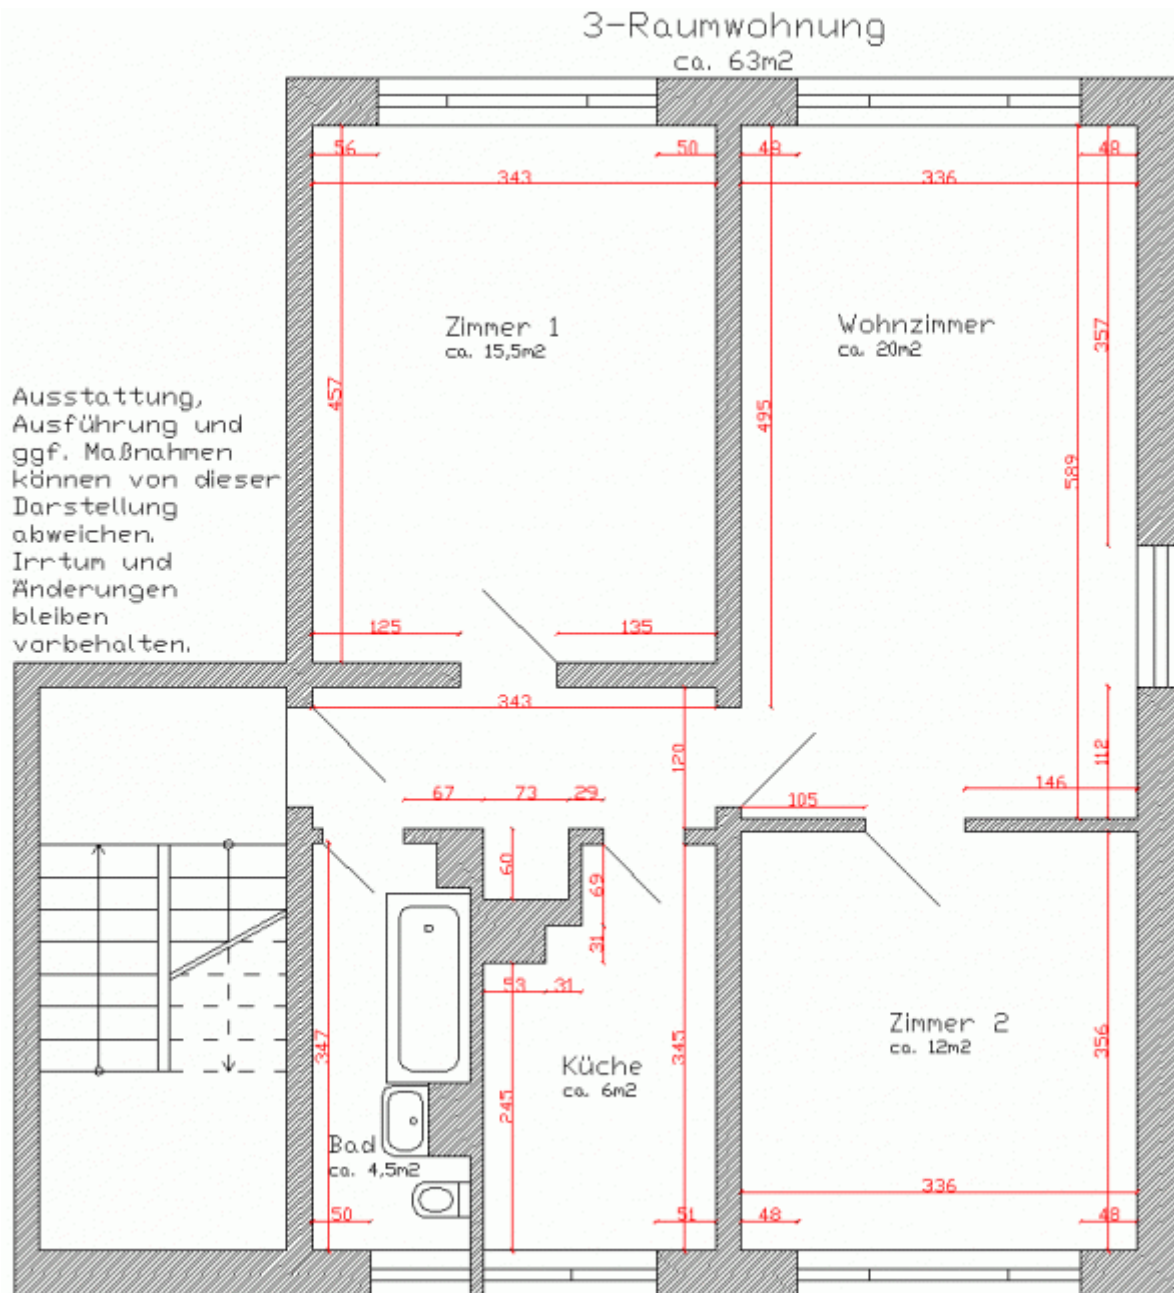 3-Raumwohnung
ca. 63m2
56
50
48
48
343
336
Zimmer 1
ca. 15,5m2
Wohnzimmer
ca. 20m2
357
457
495
589
Ausstattung,
Ausführung und
ggf. Maßnahmen
können von dieser
Darstellung
abweichen.
Irrtum und
Änderungen
bleiben
vorbehalten.
125
135
343
120
112
67
73
29
105
146
60
69
31
53
31
347
345
356
245
Zimmer 2
ca. 12m2
Küche
ca. 6m2
Bad
ca. 4,5m2
336
50
51
48
48